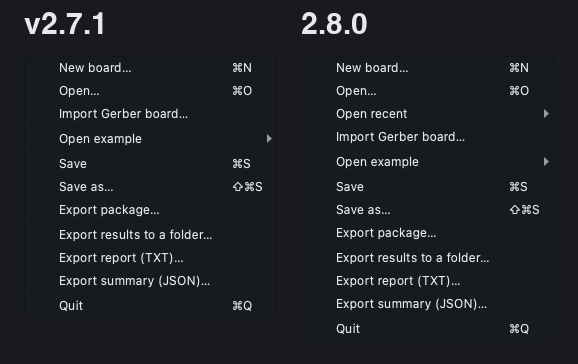 v2.7.1
New board... ⌘N
Open... ⌘O
Import Gerber board...
Open example
Save ⌘S
Save as... ⇧⌘S
Export package...
Export results to a folder...
Export report (TXT)...
Export summary (JSON)...
Quit ⌘Q
2.8.0
New board... ⌘N
Open... ⌘O
Open recent
Import Gerber board...
Open example
Save ⌘S
Save as... ⇧⌘S
Export package...
Export results to a folder...
Export report (TXT)...
Export summary (JSON)...
Quit ⌘Q